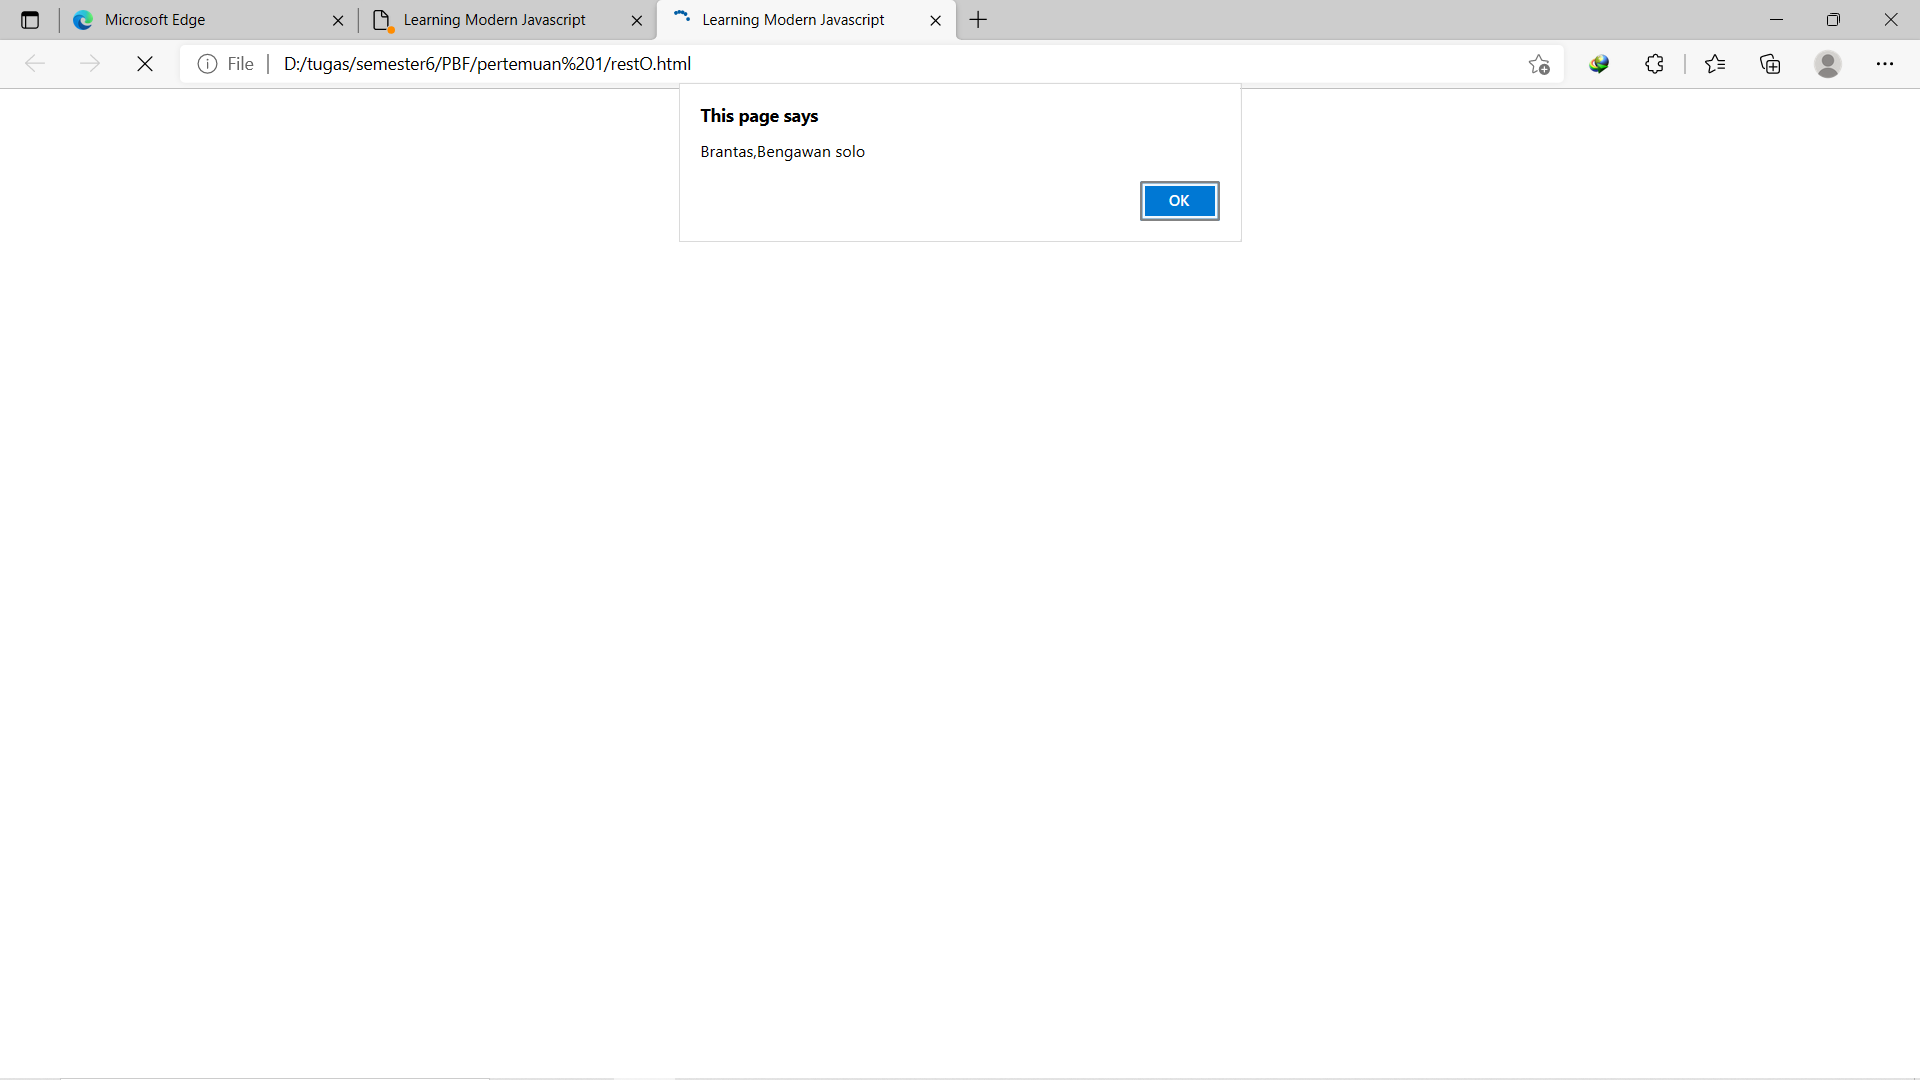 Microsoft Edge
Learning Modern Javascript
Learning Modern Javascript
File
D:/tugas/semester6/PBF/pertemuan%201/restO.html
This page says
Brantas,Bengawan solo
OK